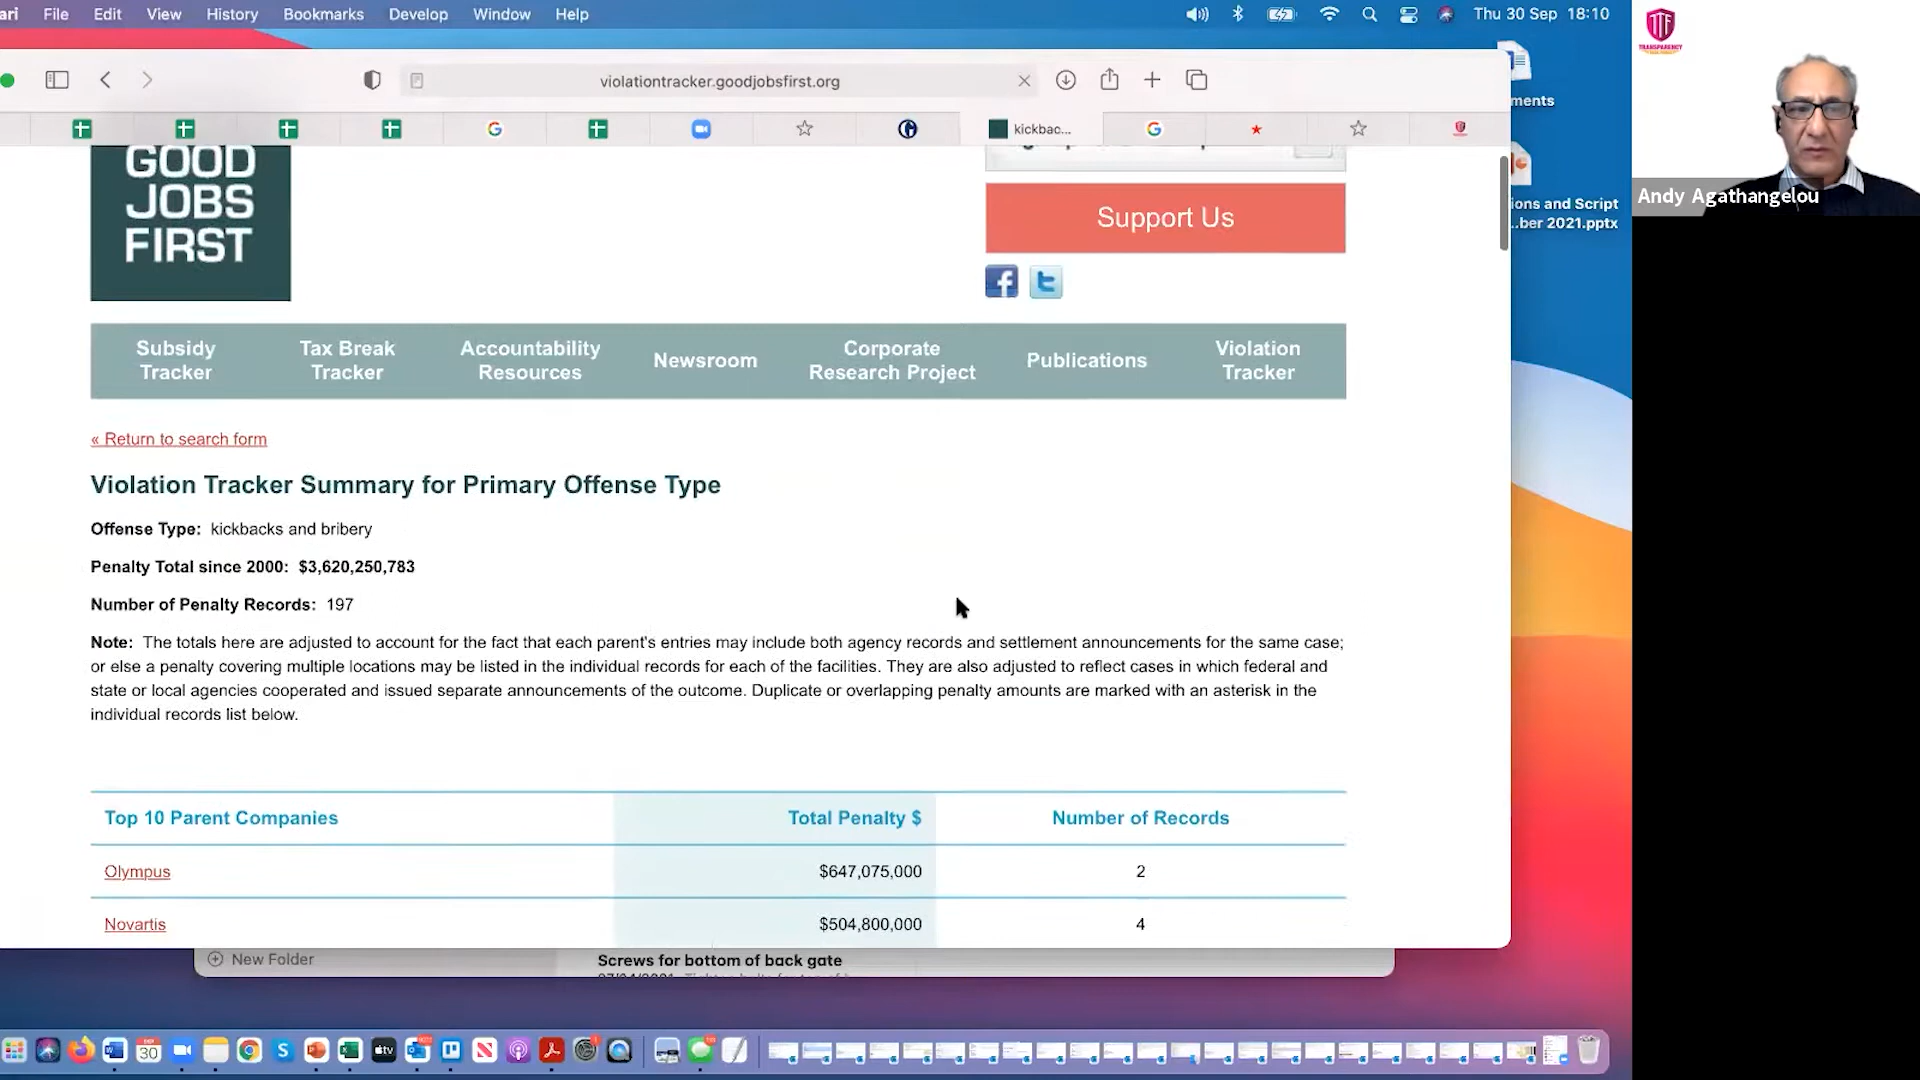 ari File Edit View History Bookmarks Develop Window Help Thu 30 Sep 18:10
TTF
TRANSPARENCY
violationtracker.goodjobsfirst.org
kickbac...
ments
ions and Script
..ber 2021.pptx
Andy Agathangelou
GOOD
JOBS
FIRST
Support Us
Subsidy Tracker
Tax Break Tracker
Accountability Resources
Newsroom
Corporate Research Project
Publications
Violation Tracker
« Return to search form
Violation Tracker Summary for Primary Offense Type
Offense Type: kickbacks and bribery
Penalty Total since 2000: $3,620,250,783
Number of Penalty Records: 197
Note: The totals here are adjusted to account for the fact that each parent's entries may include both agency records and settlement announcements for the same case;
or else a penalty covering multiple locations may be listed in the individual records for each of the facilities. They are also adjusted to reflect cases in which federal and
state or local agencies cooperated and issued separate announcements of the outcome. Duplicate or overlapping penalty amounts are marked with an asterisk in the
individual records list below.
Top 10 Parent Companies Total Penalty $ Number of Records
Olympus $647,075,000 2
Novartis $504,800,000 4
New Folder
Screws for bottom of back gate
30